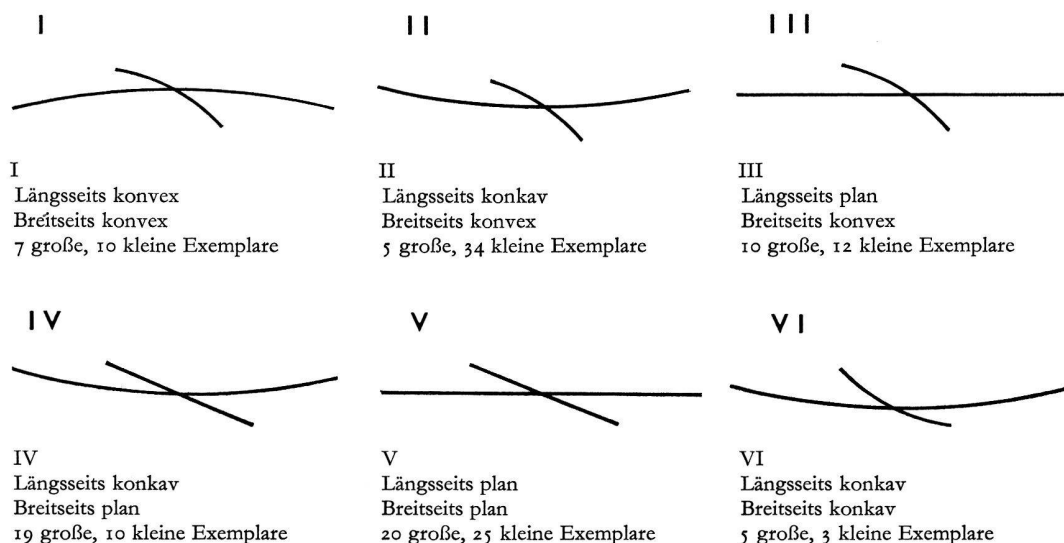 I
II
III
I
Längsseits konvex
Breitseits konvex
7 große, 10 kleine Exemplare
II
Längsseits konkav
Breitseits konvex
5 große, 34 kleine Exemplare
III
Längsseits plan
Breitseits konvex
10 große, 12 kleine Exemplare
IV
V
VI
IV
Längsseits konkav
Breitseits plan
19 große, 10 kleine Exemplare
V
Längsseits plan
Breitseits plan
20 große, 25 kleine Exemplare
VI
Längsseits konkav
Breitseits konkav
5 große, 3 kleine Exemplare